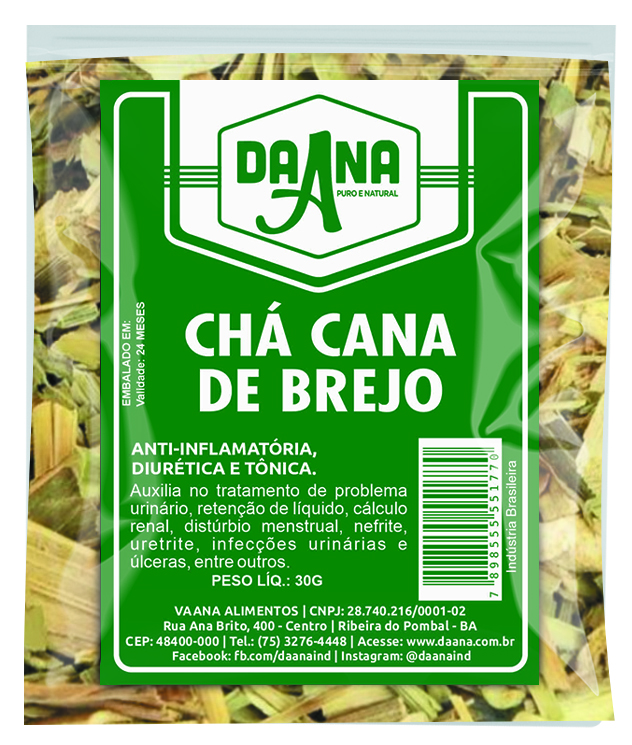 DAANA
PURO E NATURAL
CHÁ CANA
DE BREJO
EMBALADO EM:
Validade: 24 MESES
ANTI-INFLAMATÓRIA,
DIURÉTICA E TÔNICA.
Auxilia no tratamento de problema
urinário, retenção de líquido, cálculo
renal, distúrbio menstrual, nefrite,
uretrite, infecções urinárias e
úlceras, entre outros.
PESO LÍQ.: 30G
7 898555 551770
Indústria Brasileira
VAANA ALIMENTOS | CNPJ: 28.740.216/0001-02
Rua Ana Brito, 400 - Centro | Ribeira do Pombal - BA
CEP: 48400-000 | Tel.: (75) 3276-4448 | Acesse: www.daana.com.br
Facebook: fb.com/daanaind | Instagram: @daanaind